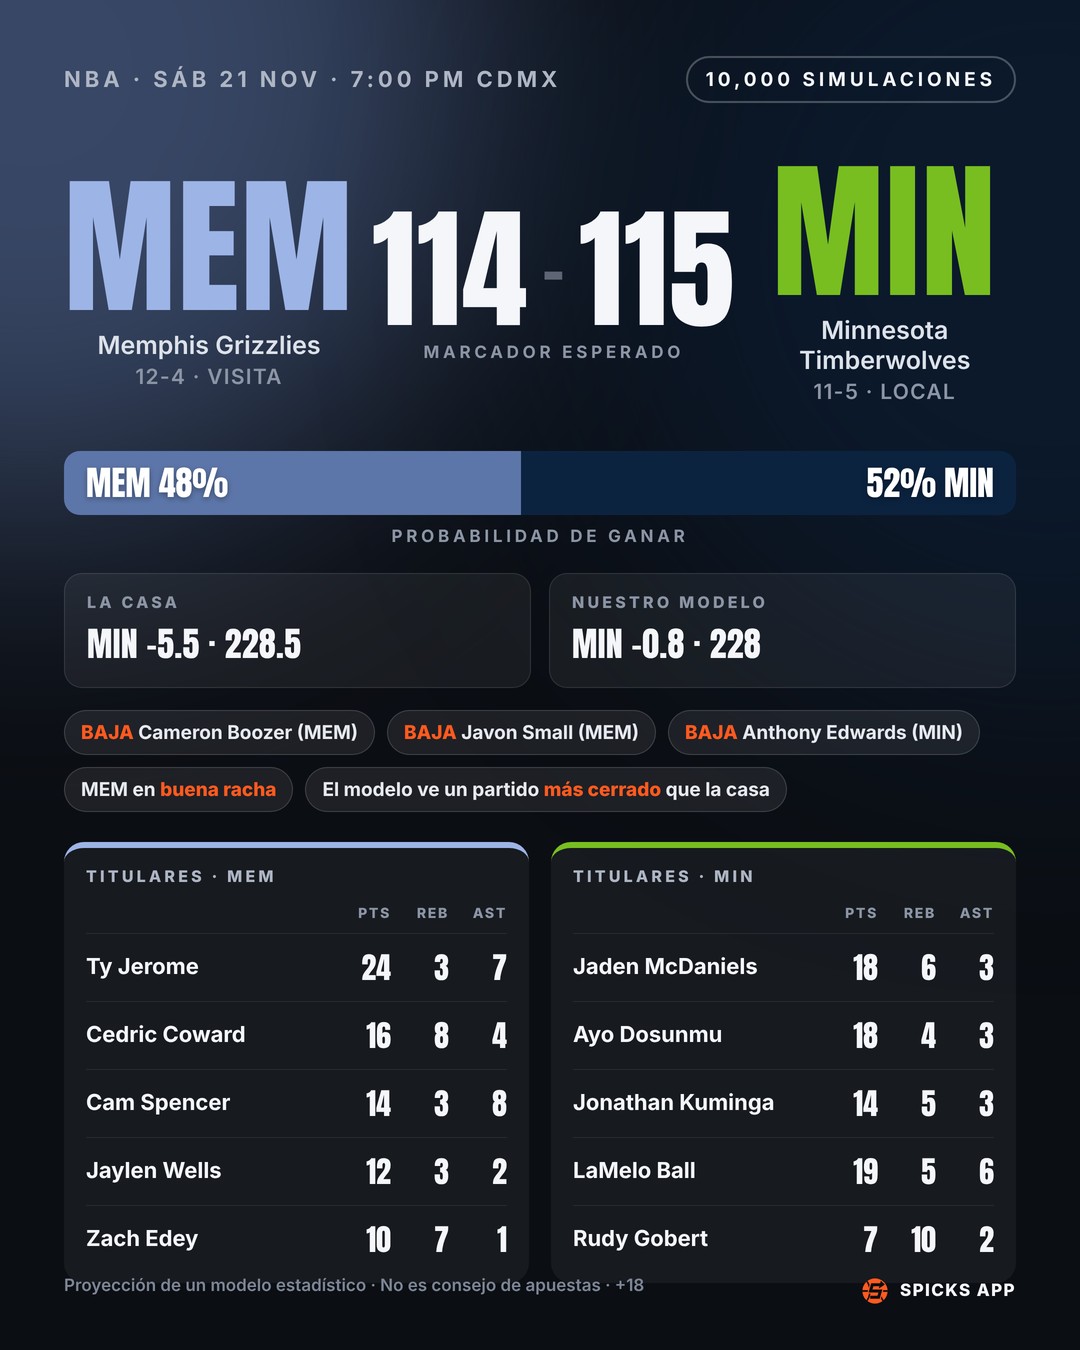 NBA · SÁB 21 NOV · 7:00 PM CDMX
10,000 SIMULACIONES
MEM
114 - 115
MIN
Memphis Grizzlies
12-4 · VISITA
MARCADOR ESPERADO
Minnesota
Timberwolves
11-5 · LOCAL
MEM 48%
52% MIN
PROBABILIDAD DE GANAR
LA CASA
MIN -5.5 · 228.5
NUESTRO MODELO
MIN -0.8 · 228
BAJA Cameron Boozer (MEM)
BAJA Javon Small (MEM)
BAJA Anthony Edwards (MIN)
MEM en buena racha
El modelo ve un partido más cerrado que la casa
TITULARES · MEM
PTS REB AST
Ty Jerome 24 3 7
Cedric Coward 16 8 4
Cam Spencer 14 3 8
Jaylen Wells 12 3 2
Zach Edey 10 7 1
TITULARES · MIN
PTS REB AST
Jaden McDaniels 18 6 3
Ayo Dosunmu 18 4 3
Jonathan Kuminga 14 5 3
LaMelo Ball 19 5 6
Rudy Gobert 7 10 2
Proyección de un modelo estadístico · No es consejo de apuestas · +18
SPICKS APP